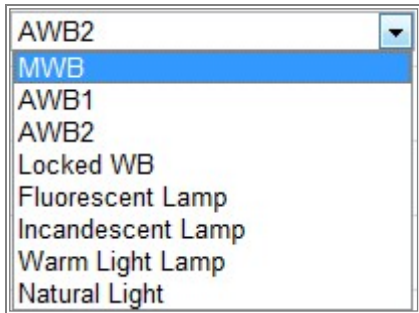 AWB2
MWB
AWB1
AWB2
Locked WB
Fluorescent Lamp
Incandescent Lamp
Warm Light Lamp
Natural Light